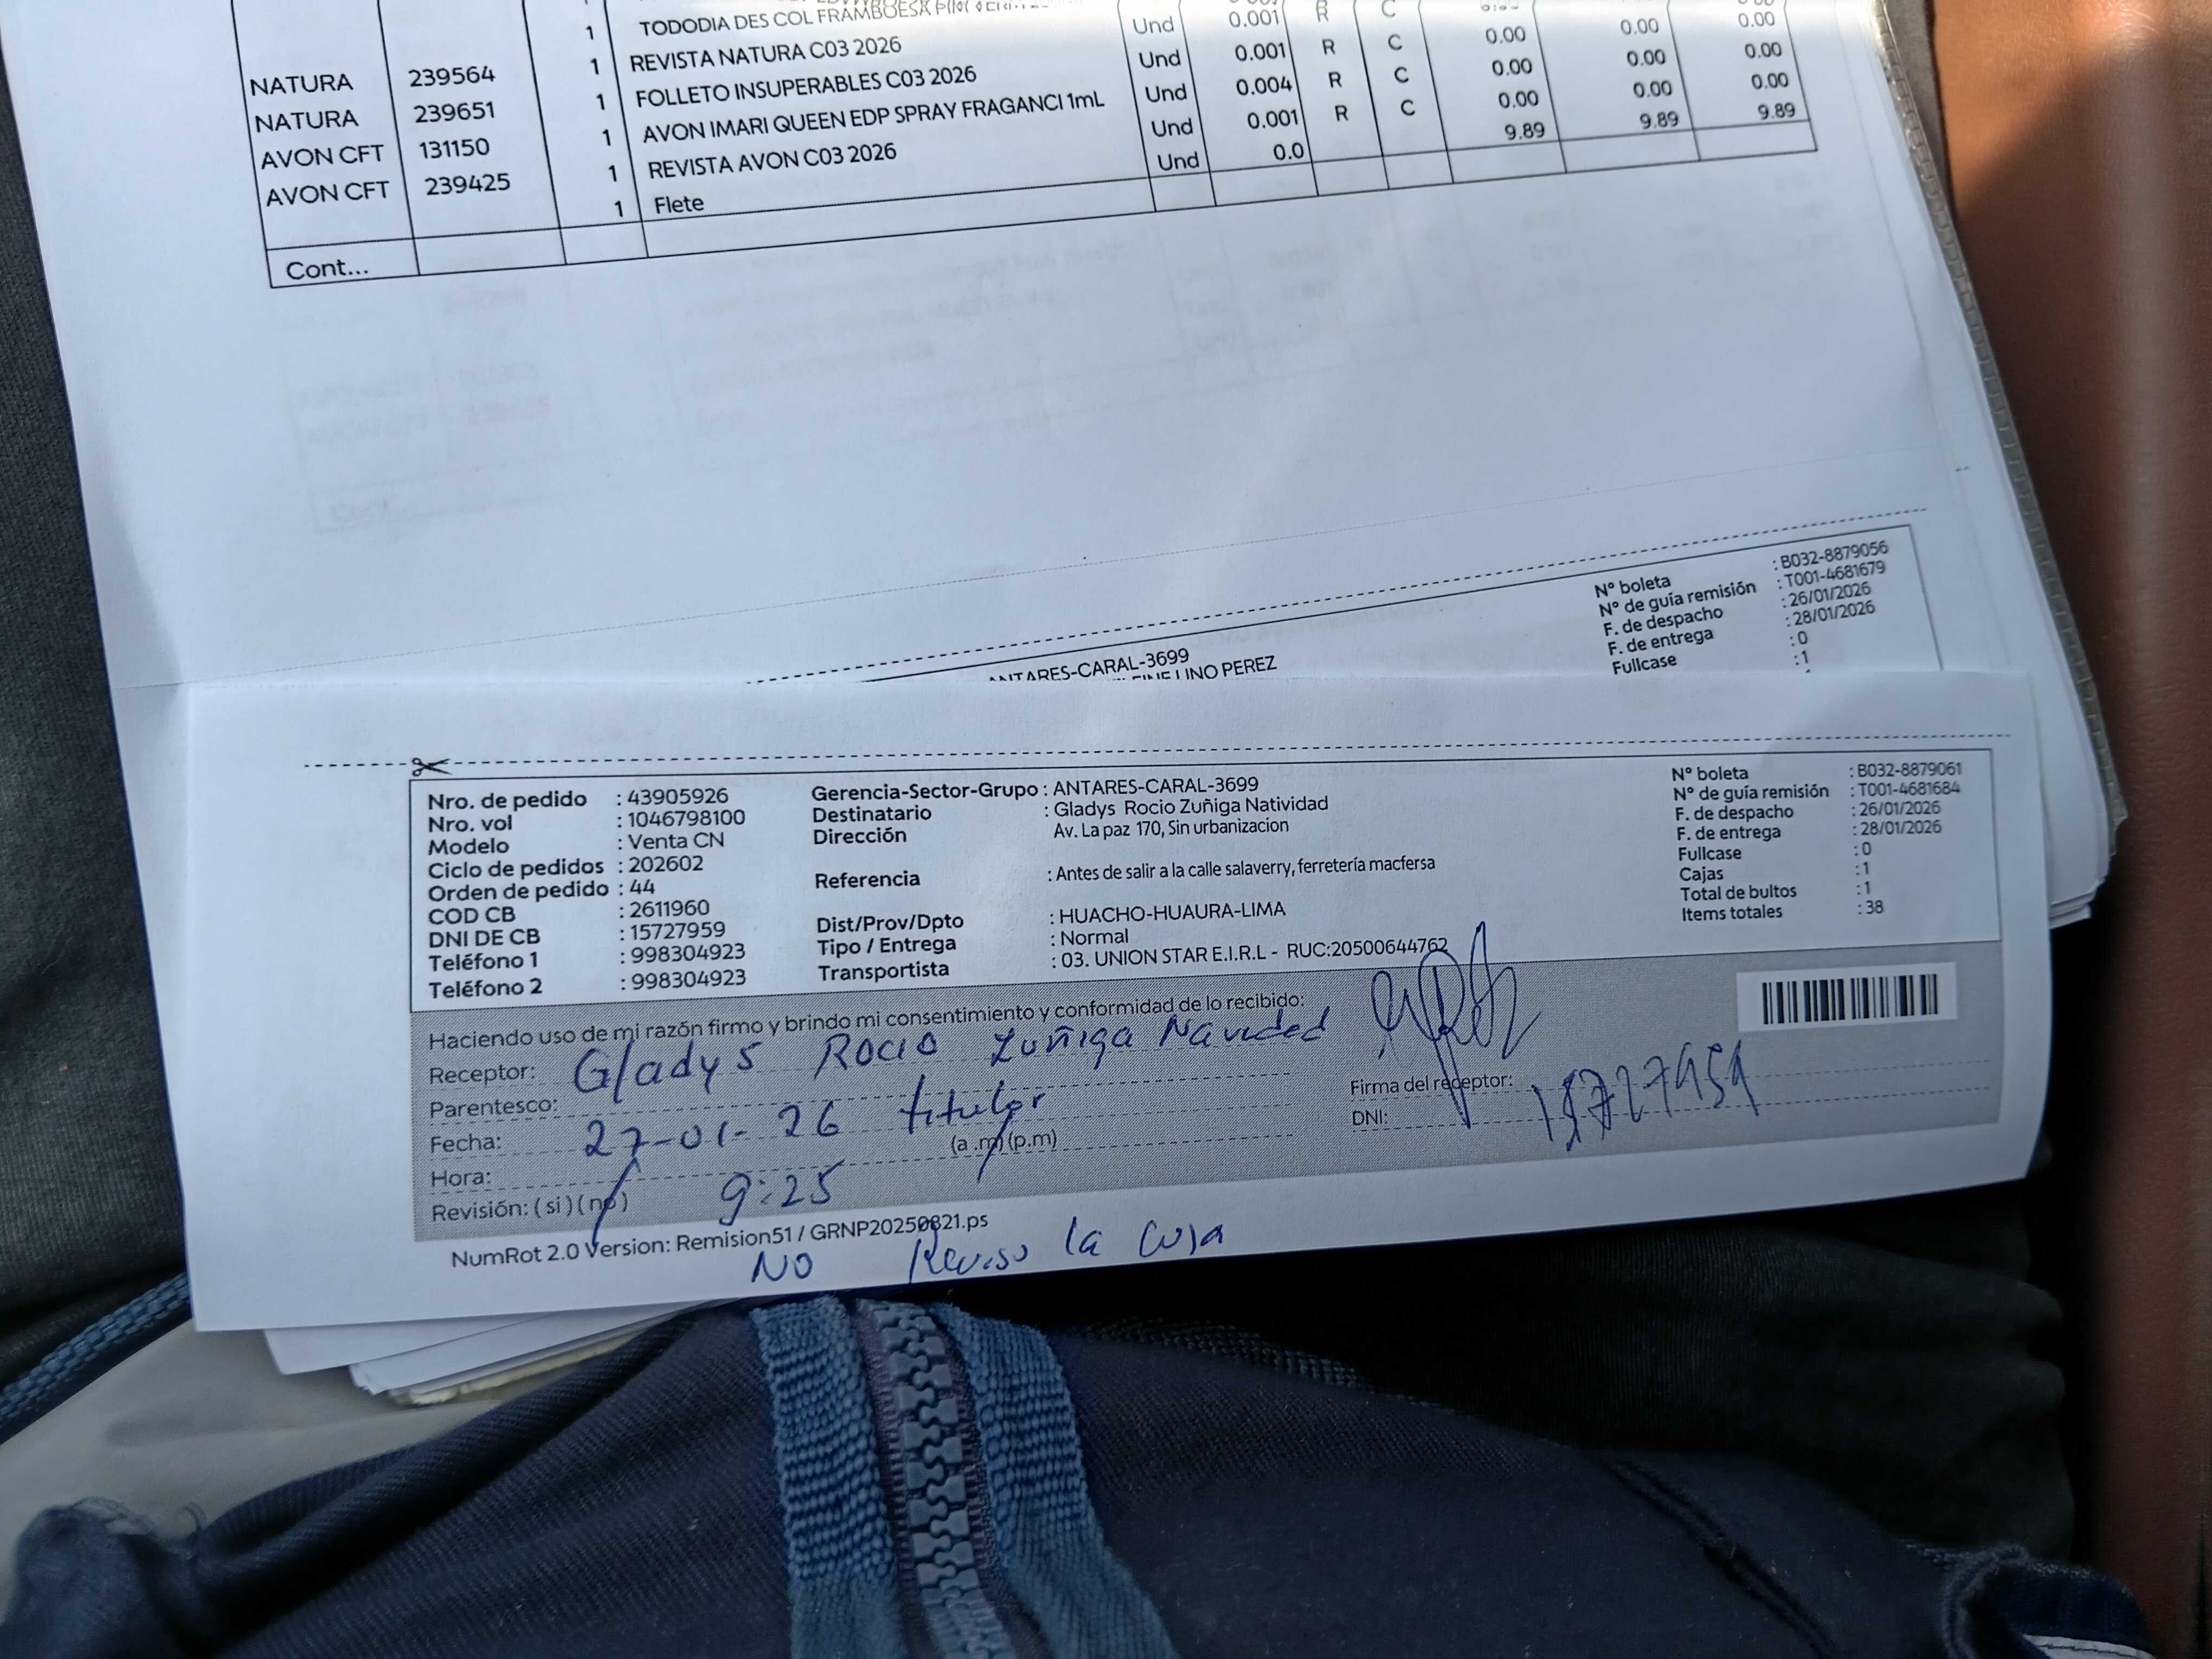 1 TODODIA DES COL FRAMBOESA Und 0.001 R C 0.00
NATURA 239564 1 REVISTA NATURA C03 2026 Und 0.001 R C 0.00 0.00 0.00
NATURA 239651 1 FOLLETO INSUPERABLES C03 2026 Und 0.004 R C 0.00 0.00 0.00
AVON CFT 131150 1 AVON IMARI QUEEN EDP SPRAY FRAGANCI 1mL Und 0.001 R C 0.00 0.00 0.00
AVON CFT 239425 1 REVISTA AVON C03 2026 Und 0.0 9.89 9.89 9.89
1 Flete
Cont...
Nº boleta : B032-8879056
Nº de guía remisión : T001-4681679
F. de despacho : 26/01/2026
F. de entrega : 28/01/2026
Fullcase : 0
: 1
ANTARES-CARAL-3699
LINO PEREZ
Nro. de pedido : 43905926
Nro. vol : 1046798100
Modelo : Venta CN
Ciclo de pedidos : 202602
Orden de pedido : 44
COD CB : 2611960
DNI DE CB : 15727959
Teléfono 1 : 998304923
Teléfono 2 : 998304923
Gerencia-Sector-Grupo : ANTARES-CARAL-3699
Destinatario : Gladys Rocio Zuñiga Natividad
Dirección Av. La paz 170, Sin urbanizacion
Referencia : Antes de salir a la calle salaverry, ferretería macfersa
Dist/Prov/Dpto : HUACHO-HUAURA-LIMA
Tipo / Entrega : Normal
Transportista : 03. UNION STAR E.I.R.L - RUC:20500644762
Nº boleta : B032-8879061
Nº de guía remisión : T001-4681684
F. de despacho : 26/01/2026
F. de entrega : 28/01/2026
Fullcase : 0
Cajas : 1
Total de bultos : 1
Items totales : 38
Haciendo uso de mi razón firmo y brindo mi consentimiento y conformidad de lo recibido:
Receptor: Gladys Rocio Zuñiga
Parentesco: titular
Fecha: 27-01-26
Hora: 9:25 (a.m) (p.m)
Revisión: ( si ) ( no )
Firma del receptor:
DNI: 15727959
NumRot 2.0 Version: Remision51 / GRNP20250821.ps
NO Reviso la Caja